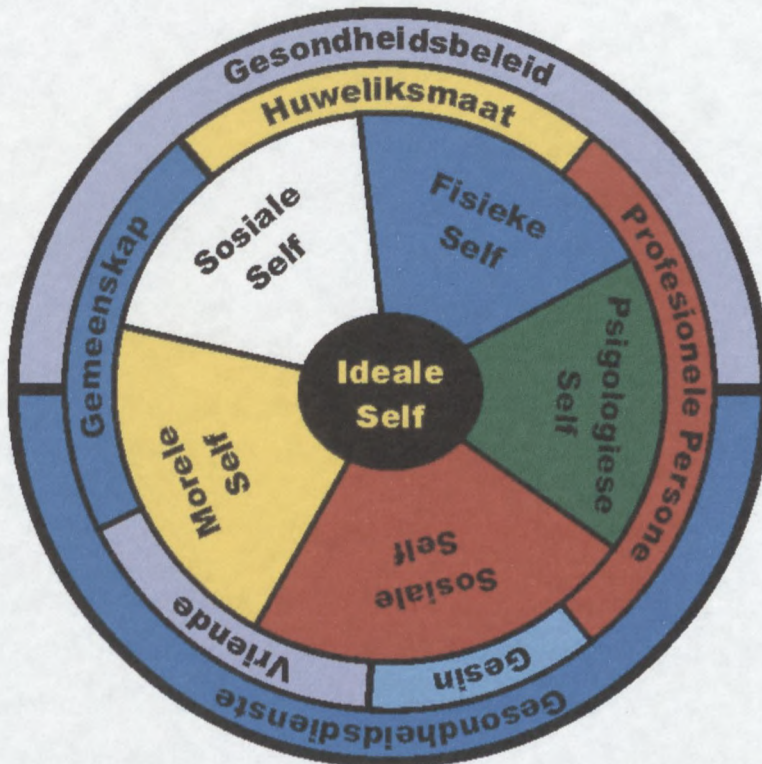 Gesondheidsbeleid
Huweliksmaat
Profesionele Persone
Gemeenskap
Fisieke
Self
Sosiale
Self
Psigologiese
Self
Ideale
Self
Morele
Self
Sosiale
Self
Vriende
Gesin
Gesondheidsdienste